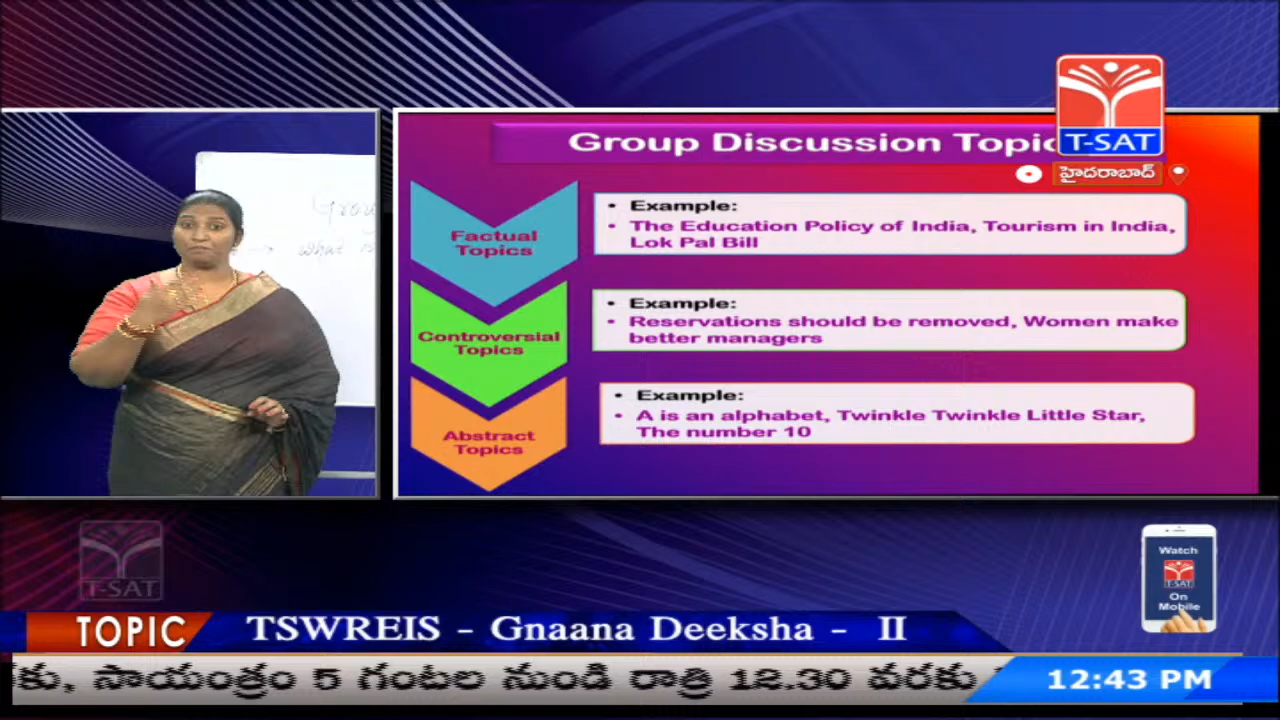 Group Discussion Topic
T-SAT
హైదరాబాద్
Factual
Topics
• Example:
• The Education Policy of India, Tourism in India,
Lok Pal Bill
Controversial
Topics
• Example:
• Reservations should be removed, Women make
better managers
Abstract
Topics
• Example:
• A is an alphabet, Twinkle Twinkle Little Star,
The number 10
→ what
T-SAT
Watch
On
Mobile
TOPIC TSWREIS - Gnaana Deeksha - II
కు, సాయంత్రం 5 గంటల నుండి రాత్రి 12.30 వరకు
12:43 PM